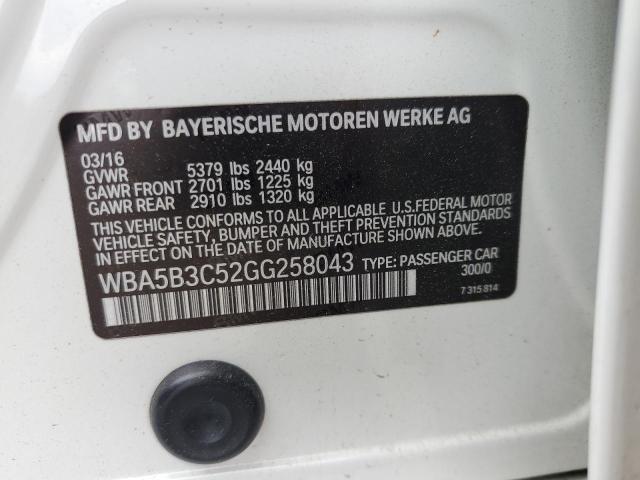 MFD BY BAYERISCHE MOTOREN WERKE AG
03/16
GVWR 5379 lbs 2440 kg
GAWR FRONT 2701 lbs 1225 kg
GAWR REAR 2910 lbs 1320 kg
THIS VEHICLE CONFORMS TO ALL APPLICABLE U.S.FEDERAL MOTOR
VEHICLE SAFETY, BUMPER AND THEFT PREVENTION STANDARDS
IN EFFECT ON THE DATE OF MANUFACTURE SHOWN ABOVE.
WBA5B3C52GG258043 TYPE: PASSENGER CAR
300/0
7 315 814